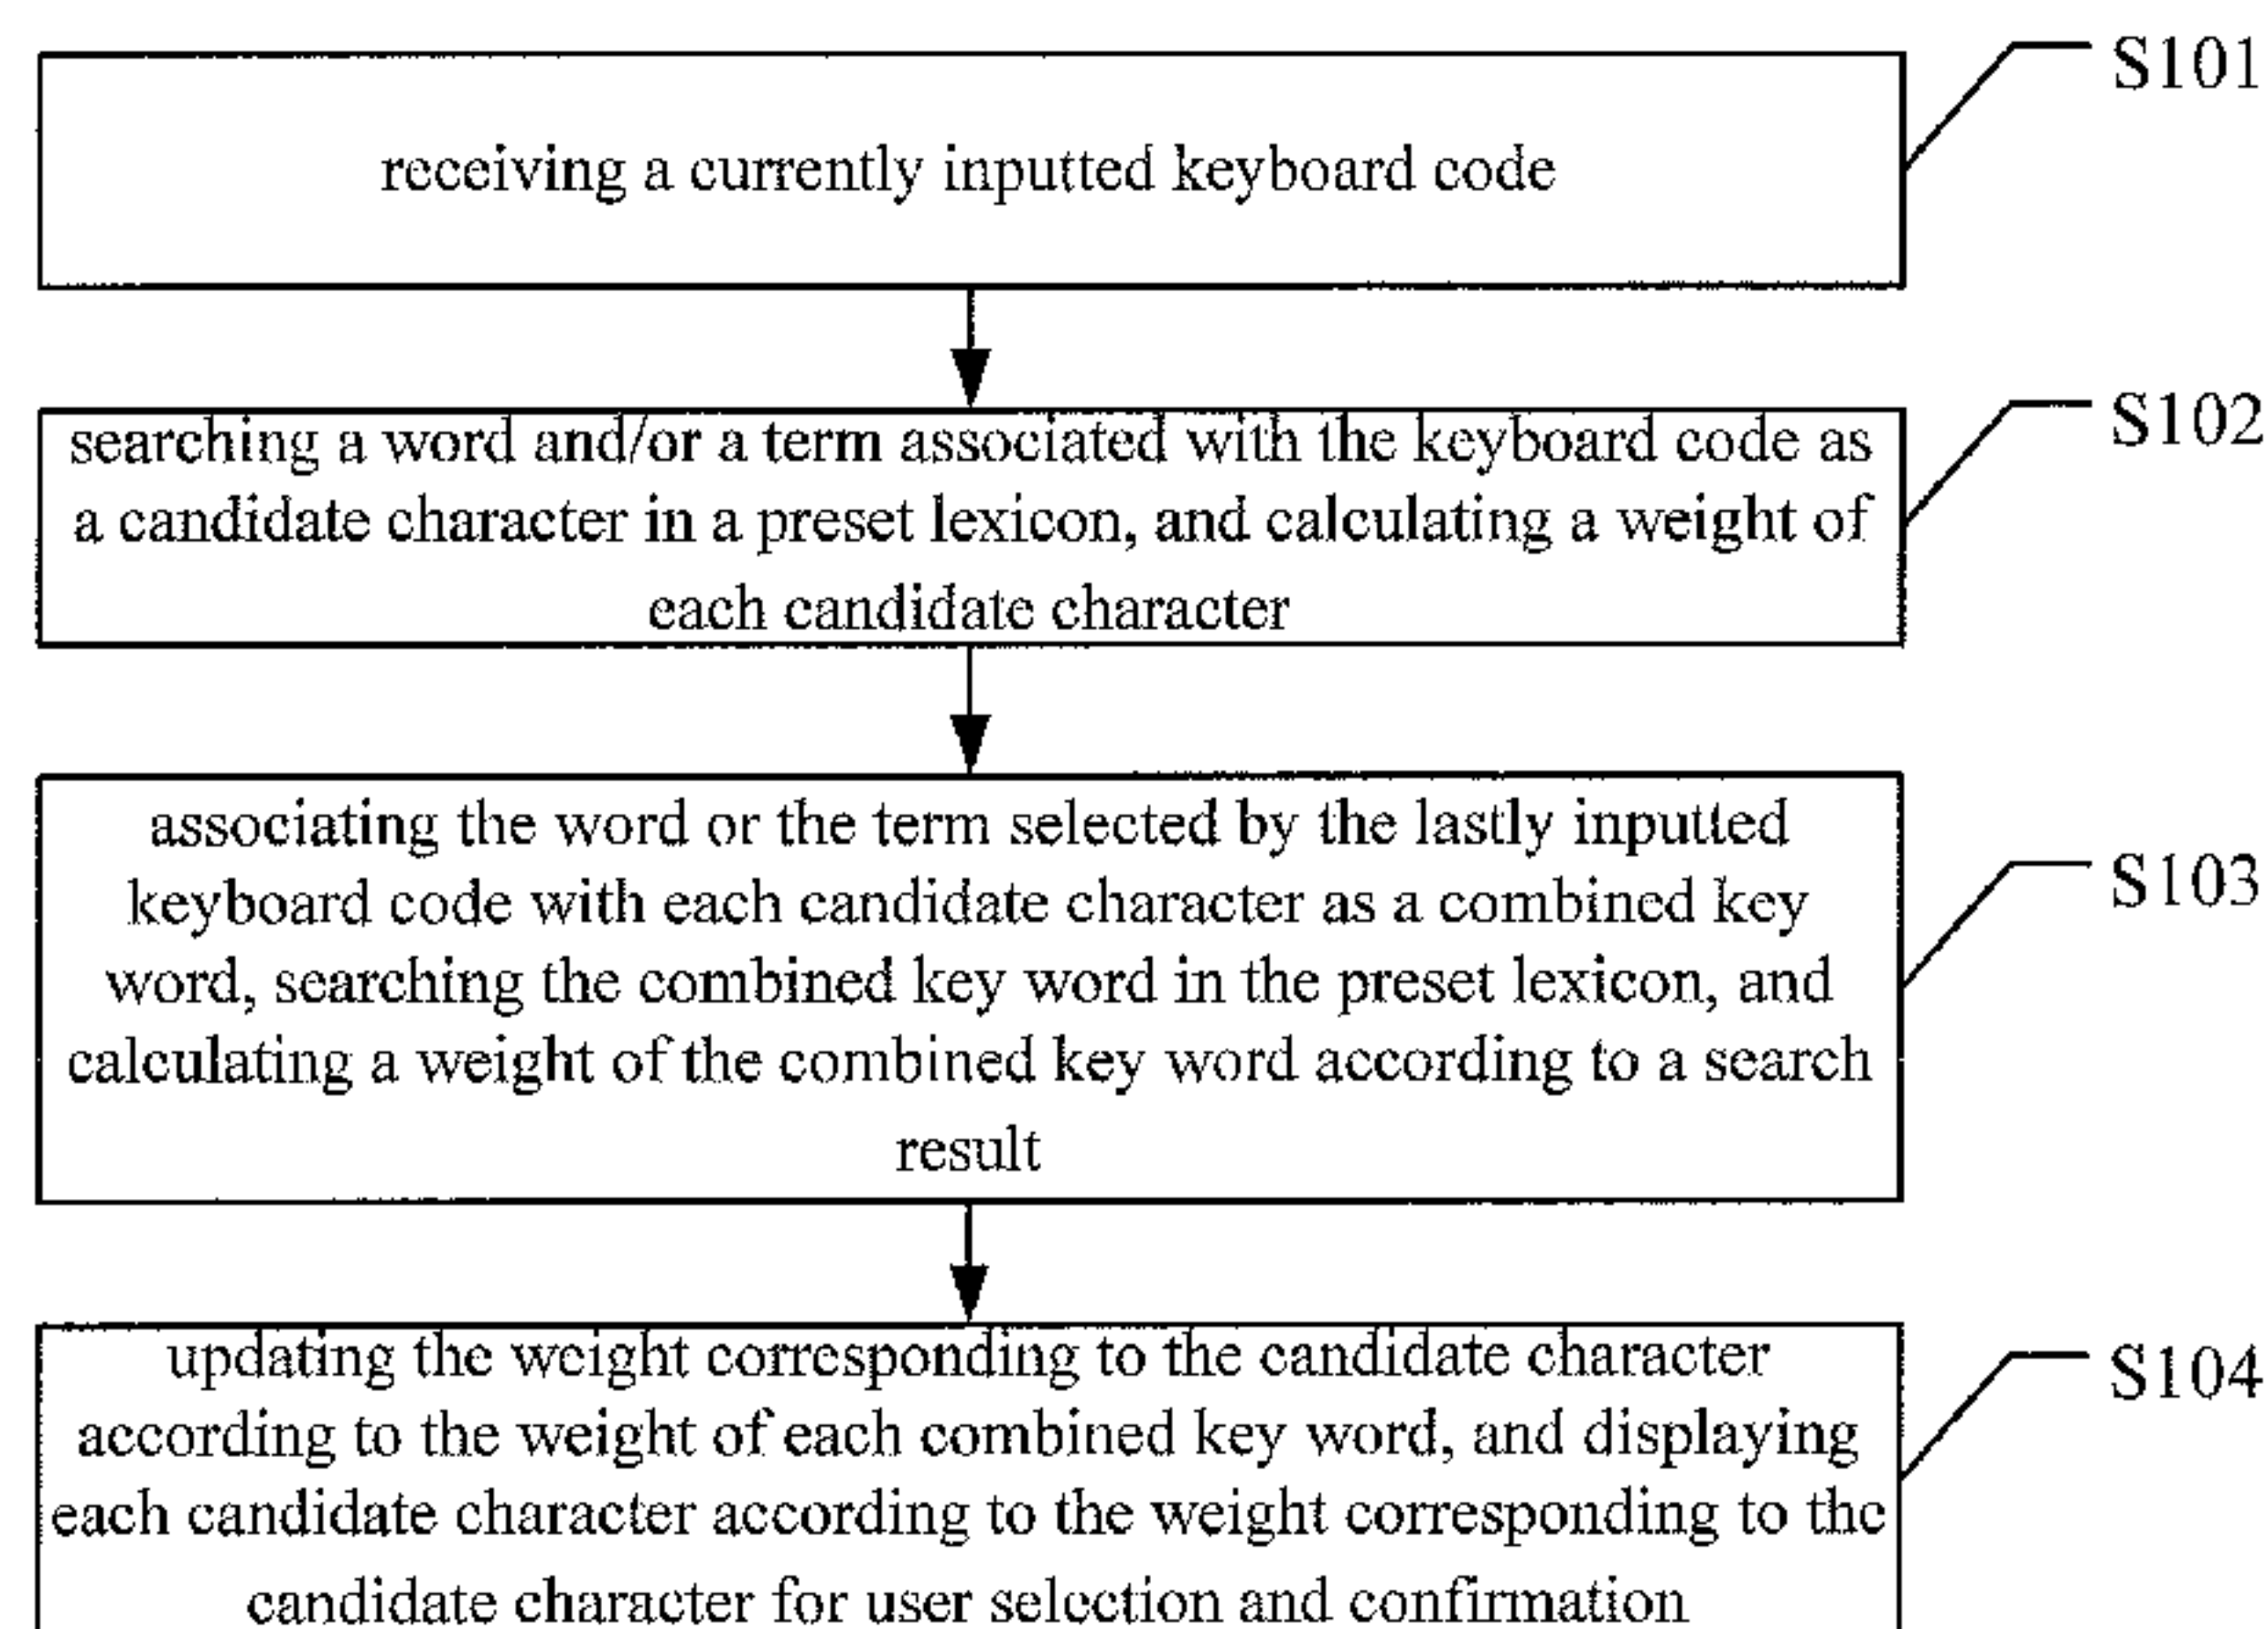 receiving a currently inputted keyboard code
S101
searching a word and/or a term associated with the keyboard code as
a candidate character in a preset lexicon, and calculating a weight of
each candidate character
S102
associating the word or the term selected by the lastly inputted
keyboard code with each candidate character as a combined key
word, searching the combined key word in the preset lexicon, and
calculating a weight of the combined key word according to a search
result
S103
updating the weight corresponding to the candidate character
according to the weight of each combined key word, and displaying
each candidate character according to the weight corresponding to the
candidate character for user selection and confirmation
S104